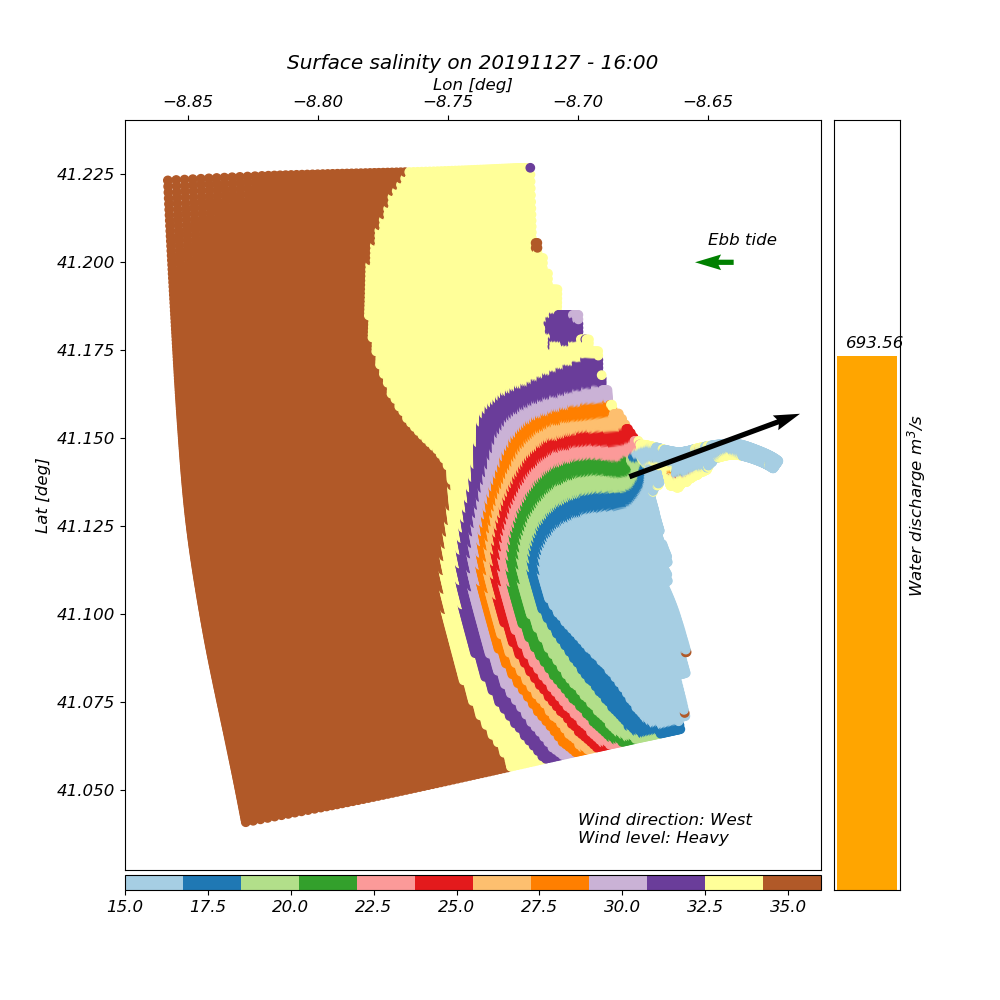 Surface salinity on 20191127 - 16:00
Lon [deg]
−8.85 −8.80 −8.75 −8.70 −8.65
41.225
41.200
41.175
41.150
41.125
41.100
41.075
41.050
Lat [deg]
Ebb tide
693.56
Water discharge m³/s
Wind direction: West
Wind level: Heavy
15.0 17.5 20.0 22.5 25.0 27.5 30.0 32.5 35.0